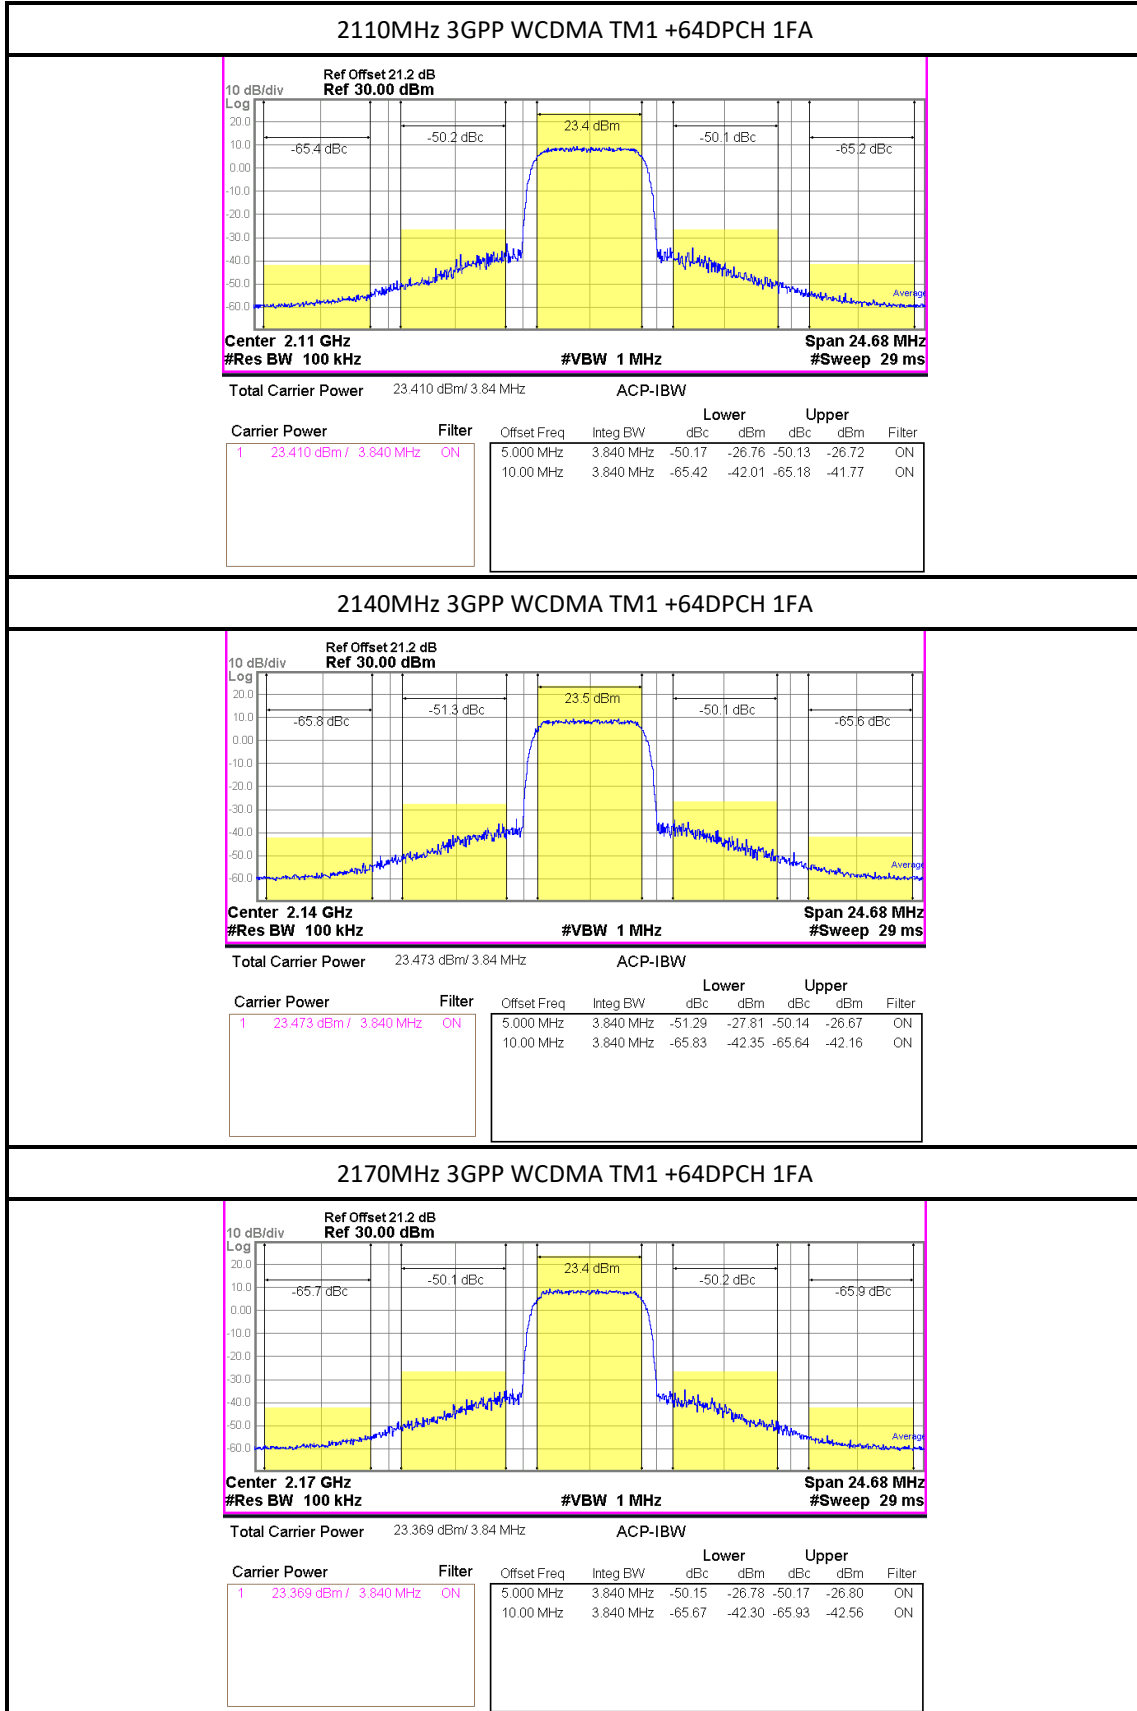 2110MHz 3GPP WCDMA TM1 +64DPCH 1FA
Ref Offset 21.2 dB
10 dB/div Ref 30.00 dBm
Log
20.0
10.0
0.00
-10.0
-20.0
-30.0
-40.0
-50.0
-60.0
-65.4 dBc -50.2 dBc 23.4 dBm -50.1 dBc -65.2 dBc
Average
Center 2.11 GHz Span 24.68 MHz
#Res BW 100 kHz #VBW 1 MHz #Sweep 29 ms
Total Carrier Power 23.410 dBm/ 3.84 MHz ACP-IBW
Lower Upper
Carrier Power Filter Offset Freq Integ BW dBc dBm dBc dBm Filter
1 23.410 dBm / 3.840 MHz ON 5.000 MHz 3.840 MHz -50.17 -26.76 -50.13 -26.72 ON
10.00 MHz 3.840 MHz -65.42 -42.01 -65.18 -41.77 ON
2140MHz 3GPP WCDMA TM1 +64DPCH 1FA
Ref Offset 21.2 dB
10 dB/div Ref 30.00 dBm
Log
20.0
10.0
0.00
-10.0
-20.0
-30.0
-40.0
-50.0
-60.0
-65.8 dBc -51.3 dBc 23.5 dBm -50.1 dBc -65.6 dBc
Average
Center 2.14 GHz Span 24.68 MHz
#Res BW 100 kHz #VBW 1 MHz #Sweep 29 ms
Total Carrier Power 23.473 dBm/ 3.84 MHz ACP-IBW
Lower Upper
Carrier Power Filter Offset Freq Integ BW dBc dBm dBc dBm Filter
1 23.473 dBm / 3.840 MHz ON 5.000 MHz 3.840 MHz -51.29 -27.81 -50.14 -26.67 ON
10.00 MHz 3.840 MHz -65.83 -42.35 -65.64 -42.16 ON
2170MHz 3GPP WCDMA TM1 +64DPCH 1FA
Ref Offset 21.2 dB
10 dB/div Ref 30.00 dBm
Log
20.0
10.0
0.00
-10.0
-20.0
-30.0
-40.0
-50.0
-60.0
-65.7 dBc -50.1 dBc 23.4 dBm -50.2 dBc -65.9 dBc
Average
Center 2.17 GHz Span 24.68 MHz
#Res BW 100 kHz #VBW 1 MHz #Sweep 29 ms
Total Carrier Power 23.369 dBm/ 3.84 MHz ACP-IBW
Lower Upper
Carrier Power Filter Offset Freq Integ BW dBc dBm dBc dBm Filter
1 23.369 dBm / 3.840 MHz ON 5.000 MHz 3.840 MHz -50.15 -26.78 -50.17 -26.80 ON
10.00 MHz 3.840 MHz -65.67 -42.30 -65.93 -42.56 ON